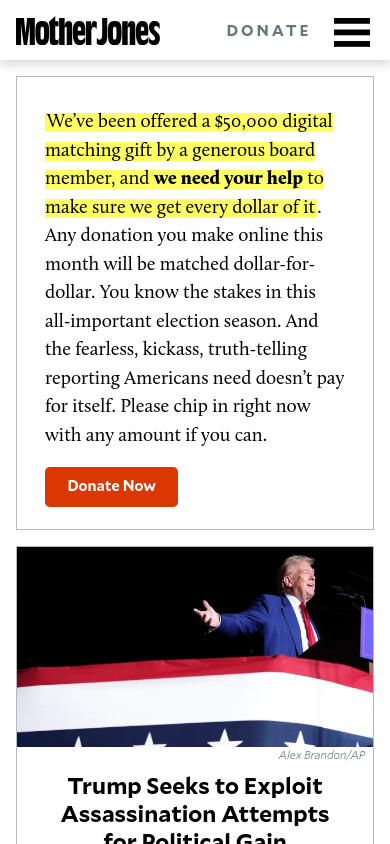 Mother Jones
DONATE
We’ve been offered a $50,000 digital
matching gift by a generous board
member, and we need your help to
make sure we get every dollar of it.
Any donation you make online this
month will be matched dollar-for-
dollar. You know the stakes in this
all-important election season. And
the fearless, kickass, truth-telling
reporting Americans need doesn’t pay
for itself. Please chip in right now
with any amount if you can.
Donate Now
Alex Brandon/AP
Trump Seeks to Exploit
Assassination Attempts
for Political Gain